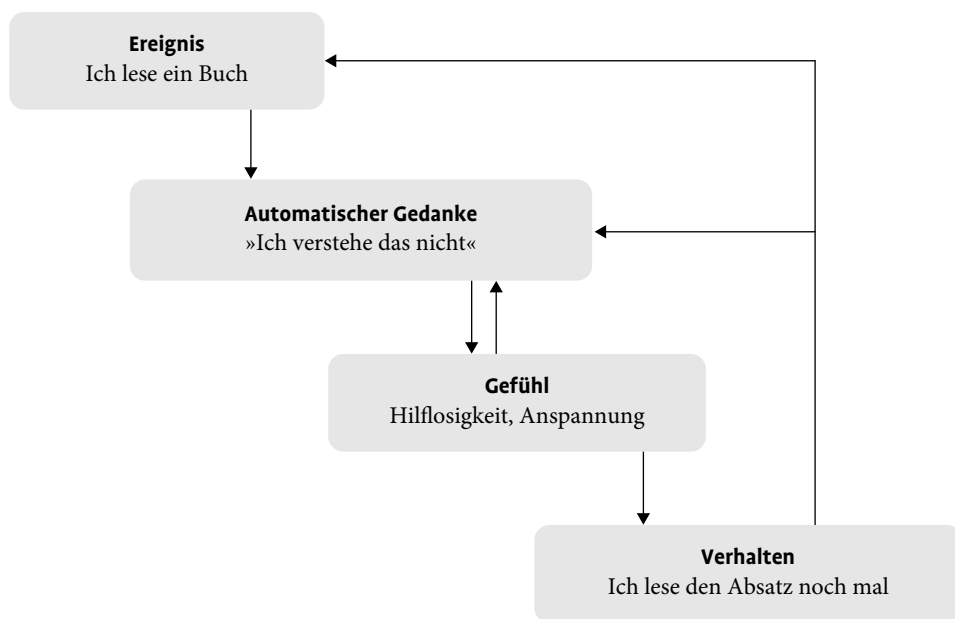 Ereignis
Ich lese ein Buch
Automatischer Gedanke
»Ich verstehe das nicht«
Gefühl
Hilflosigkeit, Anspannung
Verhalten
Ich lese den Absatz noch mal